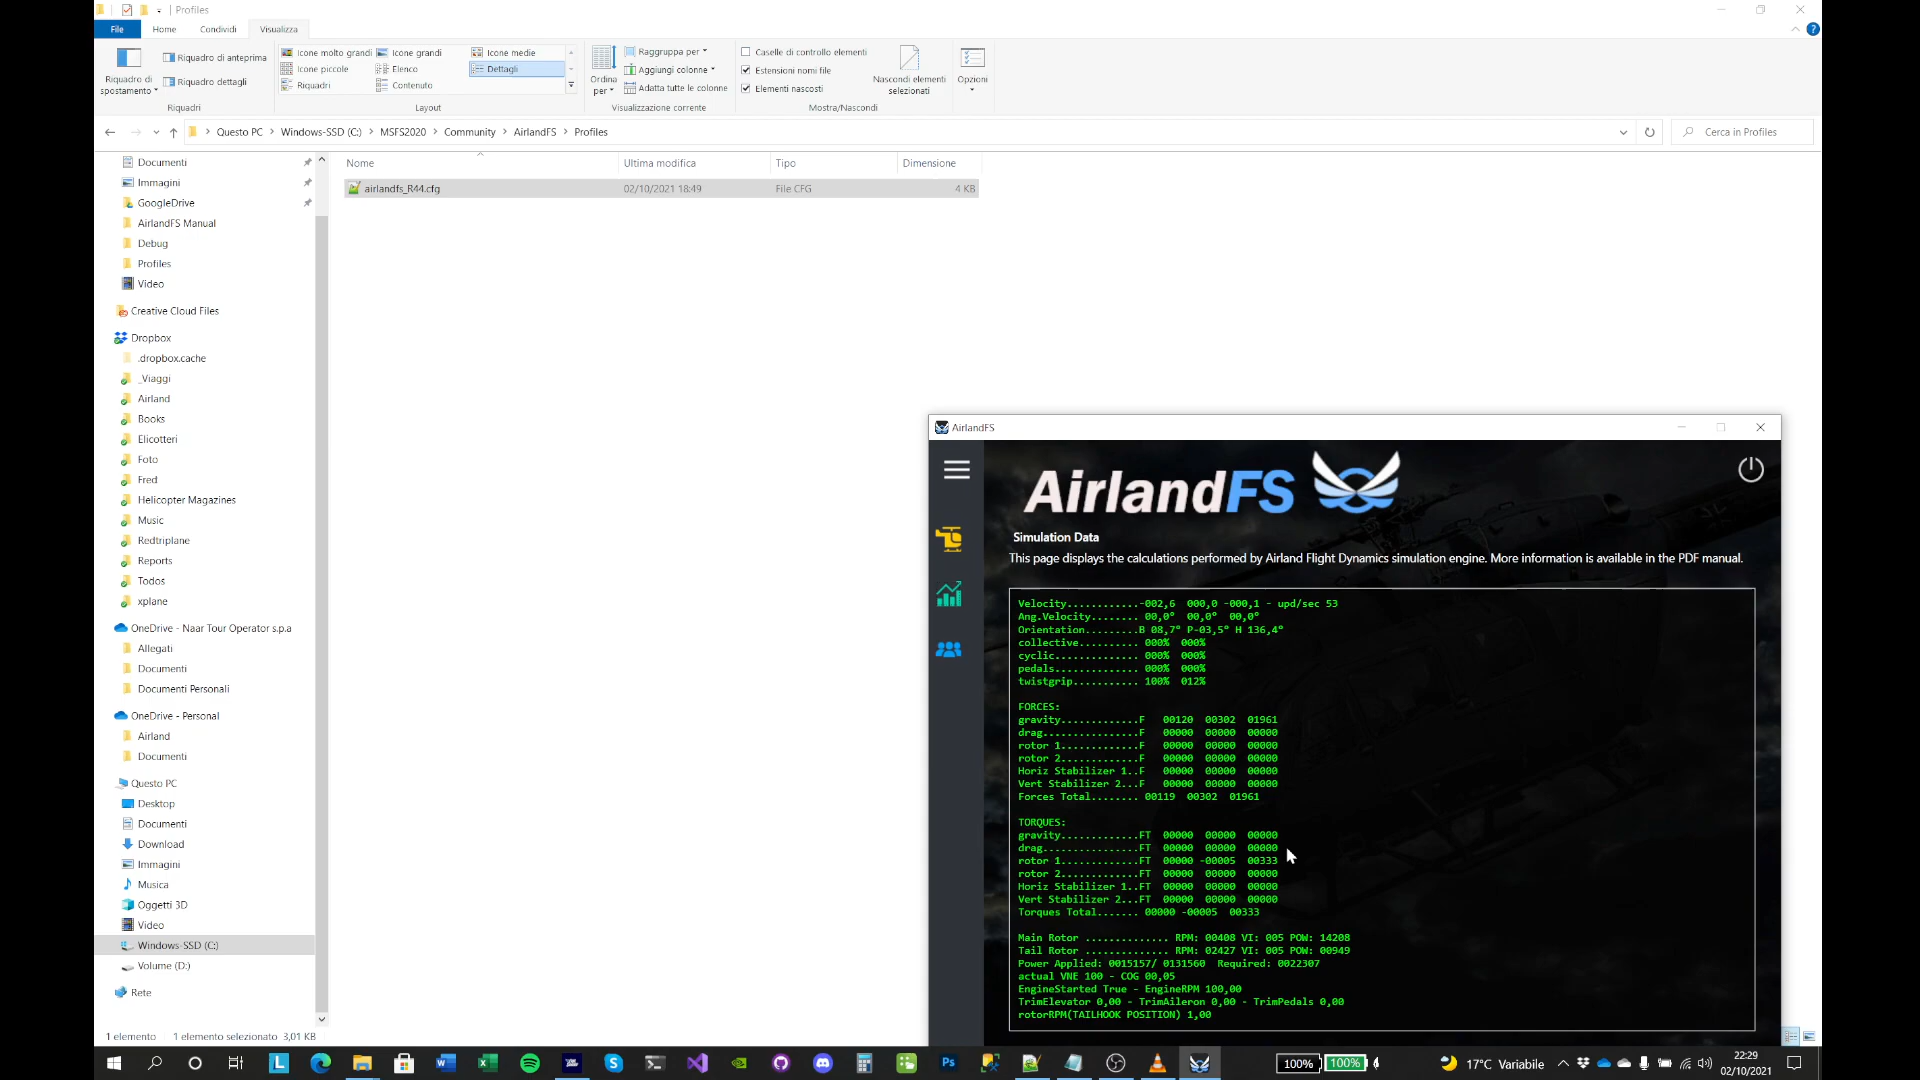 Profiles
File Home Condividi Visualizza
Riquadro di spostamento
Riquadro di anteprima
Riquadro dettagli
Riquadri
Icone molto grandi Icone grandi Icone medie
Icone piccole Elenco Dettagli
Riquadri Contenuto
Layout
Ordina per
Raggruppa per
Aggiungi colonne
Adatta tutte le colonne
Visualizzazione corrente
Caselle di controllo elementi
Estensioni nomi file
Elementi nascosti
Nascondi elementi selezionati
Mostra/Nascondi
Opzioni
Questo PC > Windows-SSD (C:) > MSFS2020 > Community > AirlandFS > Profiles
Cerca in Profiles
Nome Ultima modifica Tipo Dimensione
airlandfs_R44.cfg 02/10/2021 18:49 File CFG 4 KB
Documenti
Immagini
GoogleDrive
AirlandFS Manual
Debug
Profiles
Video
Creative Cloud Files
Dropbox
.dropbox.cache
_Viaggi
Airland
Books
Elicotteri
Foto
Fred
Helicopter Magazines
Music
Redtriplane
Reports
Todos
xplane
OneDrive - Naar Tour Operator s.p.a
Allegati
Documenti
Documenti Personali
OneDrive - Personal
Airland
Documenti
Questo PC
Desktop
Documenti
Download
Immagini
Musica
Oggetti 3D
Video
Windows-SSD (C:)
Volume (D:)
Rete
1 elemento 1 elemento selezionato 3,01 KB
AirlandFS
AirlandFS
Simulation Data
This page displays the calculations performed by Airland Flight Dynamics simulation engine. More information is available in the PDF manual.
Velocity............-002,6 000,0 -000,1 - upd/sec 53
Ang.Velocity........ 00,0° 00,0° 00,0°
Orientation.........B 08,7° P-03,5° H 136,4°
collective.......... 000% 000%
cyclic.............. 000% 000%
pedals.............. 000% 000%
twistgrip........... 100% 012%
FORCES:
gravity.............F 00120 00302 01961
drag................F 00000 00000 00000
rotor 1.............F 00000 00000 00000
rotor 2.............F 00000 00000 00000
Horiz Stabilizer 1..F 00000 00000 00000
Vert Stabilizer 2...F 00000 00000 00000
Forces Total........ 00119 00302 01961
TORQUES:
gravity.............FT 00000 00000 00000
drag................FT 00000 00000 00000
rotor 1.............FT 00000 -00005 00333
rotor 2.............FT 00000 00000 00000
Horiz Stabilizer 1..FT 00000 00000 00000
Vert Stabilizer 2...FT 00000 00000 00000
Torques Total....... 00000 -00005 00333
Main Rotor .............. RPM: 00408 VI: 005 POW: 14208
Tail Rotor .............. RPM: 02427 VI: 005 POW: 00949
Power Applied: 0015157/ 0131560 Required: 0022307
actual VNE 100 - COG 00,05
EngineStarted True - EngineRPM 100,00
TrimElevator 0,00 - TrimAileron 0,00 - TrimPedals 0,00
rotorRPM(TAILHOOK POSITION) 1,00
100% 100% 17°C Variabile 22:29
02/10/2021